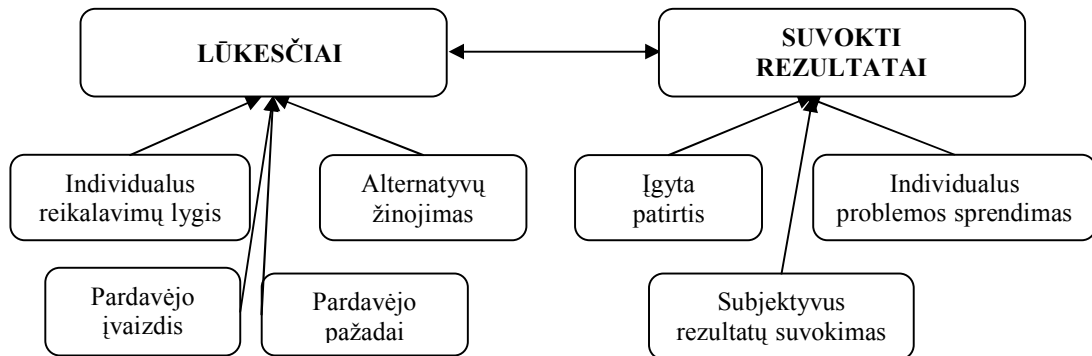 LŪKESČIAI
SUVOKTI
REZULTATAI
Individualus
reikalavimų lygis
Alternatyvų
žinojimas
Įgyta
patirtis
Individualus
problemos sprendimas
Pardavėjo
įvaizdis
Pardavėjo
pažadai
Subjektyvus
rezultatų suvokimas